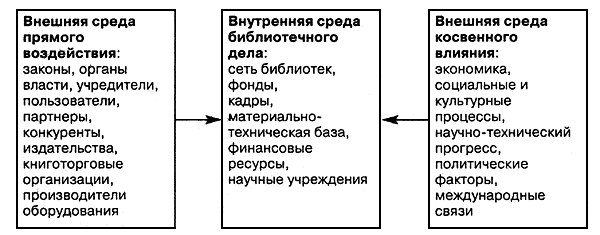 Внешняя среда
прямого
воздействия:
законы, органы
власти, учредители,
пользователи,
партнеры,
конкуренты,
издательства,
книготорговые
организации,
производители
оборудования
Внутренняя среда
библиотечного
дела:
сеть библиотек,
фонды,
кадры,
материально-
техническая база,
финансовые
ресурсы,
научные учреждения
Внешняя среда
косвенного
влияния:
экономика,
социальные и
культурные
процессы,
научно-технический
прогресс,
политические
факторы,
международные
связи